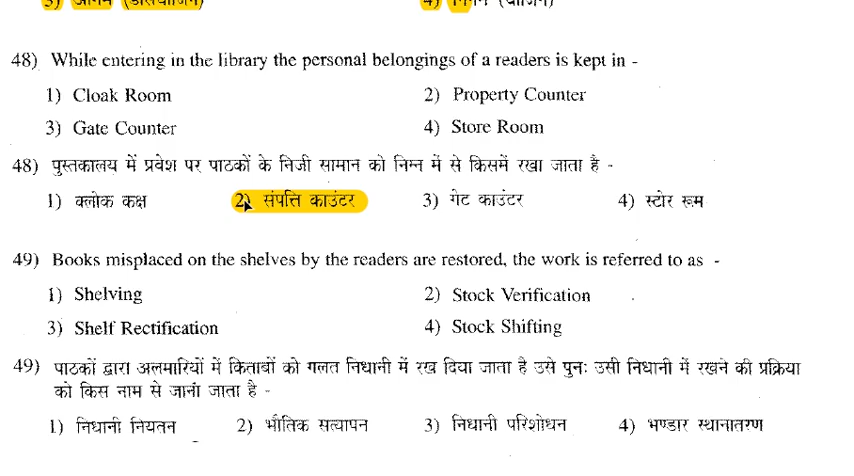 48) While entering in the library the personal belongings of a readers is kept in -
1) Cloak Room 2) Property Counter
3) Gate Counter 4) Store Room
48) पुस्तकालय में प्रवेश पर पाठकों के निजी सामान को निम्न में से किसमें रखा जाता है -
1) क्लोक कक्ष 2) संपत्ति काउंटर 3) गेट काउंटर 4) स्टोर रूम
49) Books misplaced on the shelves by the readers are restored, the work is referred to as -
1) Shelving 2) Stock Verification
3) Shelf Rectification 4) Stock Shifting
49) पाठकों द्वारा अलमारियों में किताबों को गलत निधानी में रख दिया जाता है उसे पुनः उसी निधानी में रखने की प्रक्रिया
को किस नाम से जाना जाता है -
1) निधानी नियतन 2) भौतिक सत्यापन 3) निधानी परिशोधन 4) भण्डार स्थानातरण